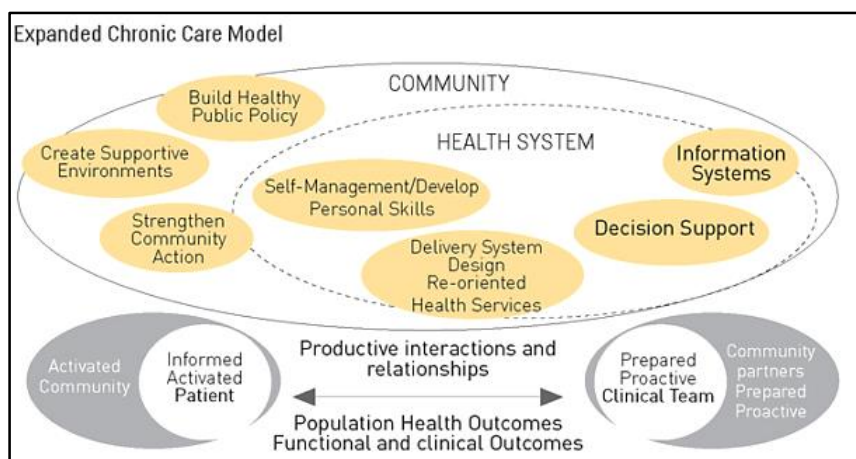 Expanded Chronic Care Model
COMMUNITY
Build Healthy
Public Policy
HEALTH SYSTEM
Create Supportive
Environments
Information
Systems
Self-Management/Develop
Personal Skills
Strengthen
Community
Action
Decision Support
Delivery System
Design
Re-oriented
Health Services
Activated
Community
Informed
Activated
Patient
Productive interactions and
relationships
Population Health Outcomes
Functional and clinical Outcomes
Prepared
Proactive
Clinical Team
Community
partners
Prepared
Proactive